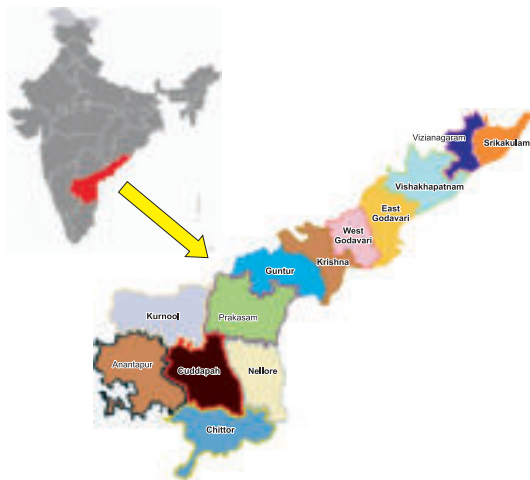 Vizianagaram
Srikakulam
Vishakhapatnam
East
Godavari
West
Godavari
Krishna
Guntur
Prakasam
Kurnool
Anantapur
Cuddapah
Nellore
Chittor